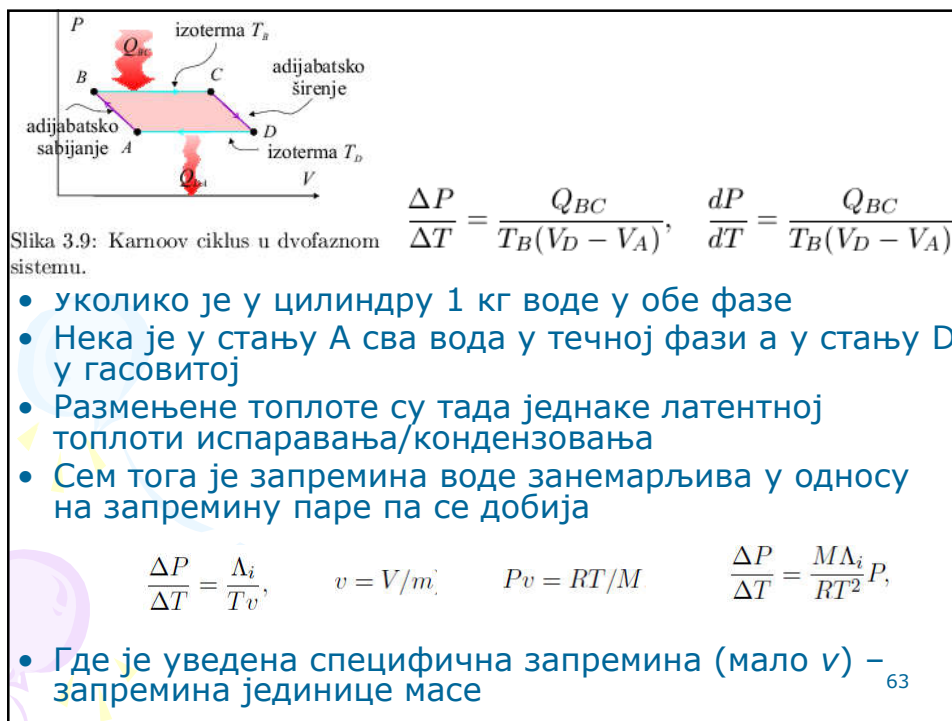 P
izoterma T_B
Q_BC
B
C
adijabatsko
širenje
adijabatsko
sabijanje
A
D
izoterma T_D
V
Slika 3.9: Karnoov ciklus u dvofaznom
sistemu.
ΔP/ΔT = Q_BC/(T_B(V_D − V_A)), dP/dT = Q_BC/(T_B(V_D − V_A))
• Уколико је у цилиндру 1 кг воде у обе фазе
• Нека је у стању А сва вода у течној фази а у стању D
у гасовитој
• Размењене топлоте су тада једнаке латентној
топлоти испаравања/кондензовања
• Сем тога је запремина воде занемарљива у односу
на запремину паре па се добија
ΔP/ΔT = Λ_i/(Tv), v = V/m) Pv = RT/M ΔP/ΔT = (MΛ_i/(RT²))P,
• Где је уведена специфична запремина (мало v) –
запремина јединице масе
63